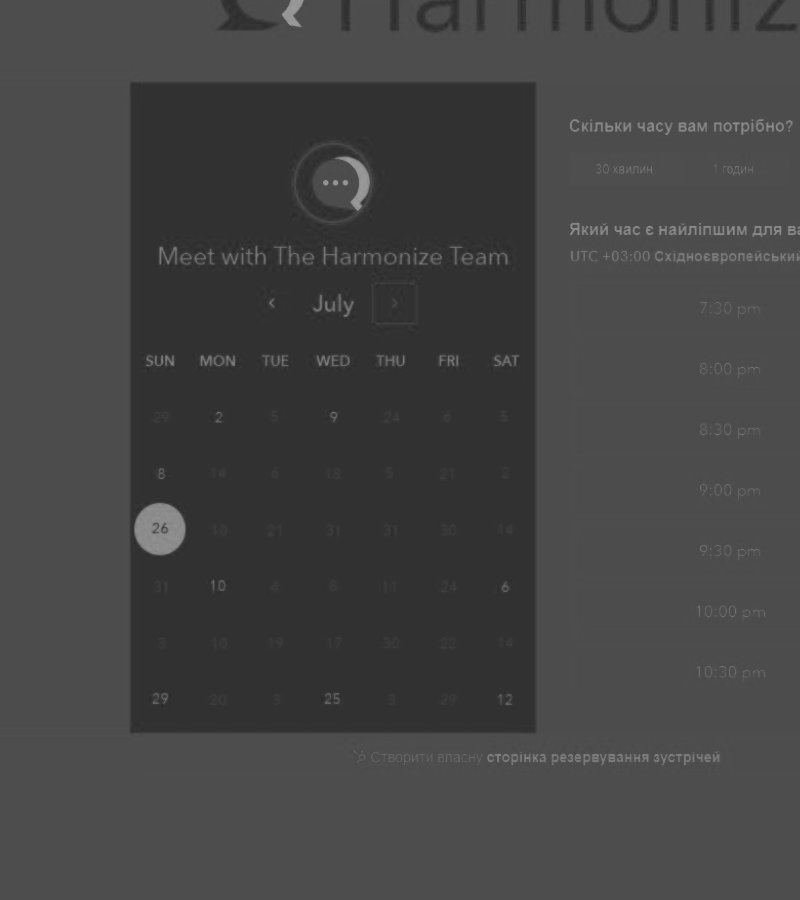 Harmoniz
Скільки часу вам потрібно?
30 хвилин 1 годин
Який час є найліпшим для ва
UTC +03:00 Східноєвропейський
7:30 pm
8:00 pm
8:30 pm
9:00 pm
9:30 pm
10:00 pm
10:30 pm
Meet with The Harmonize Team
July
SUN MON TUE WED THU FRI SAT
29 2 5 9 24 6 5
8 14 6 18 5 21 2
26 10 21 31 31 30 14
31 10 4 8 11 24 6
3 10 19 17 30 22 14
29 20 3 25 3 29 12
Створити власну сторінка резервування зустрічей